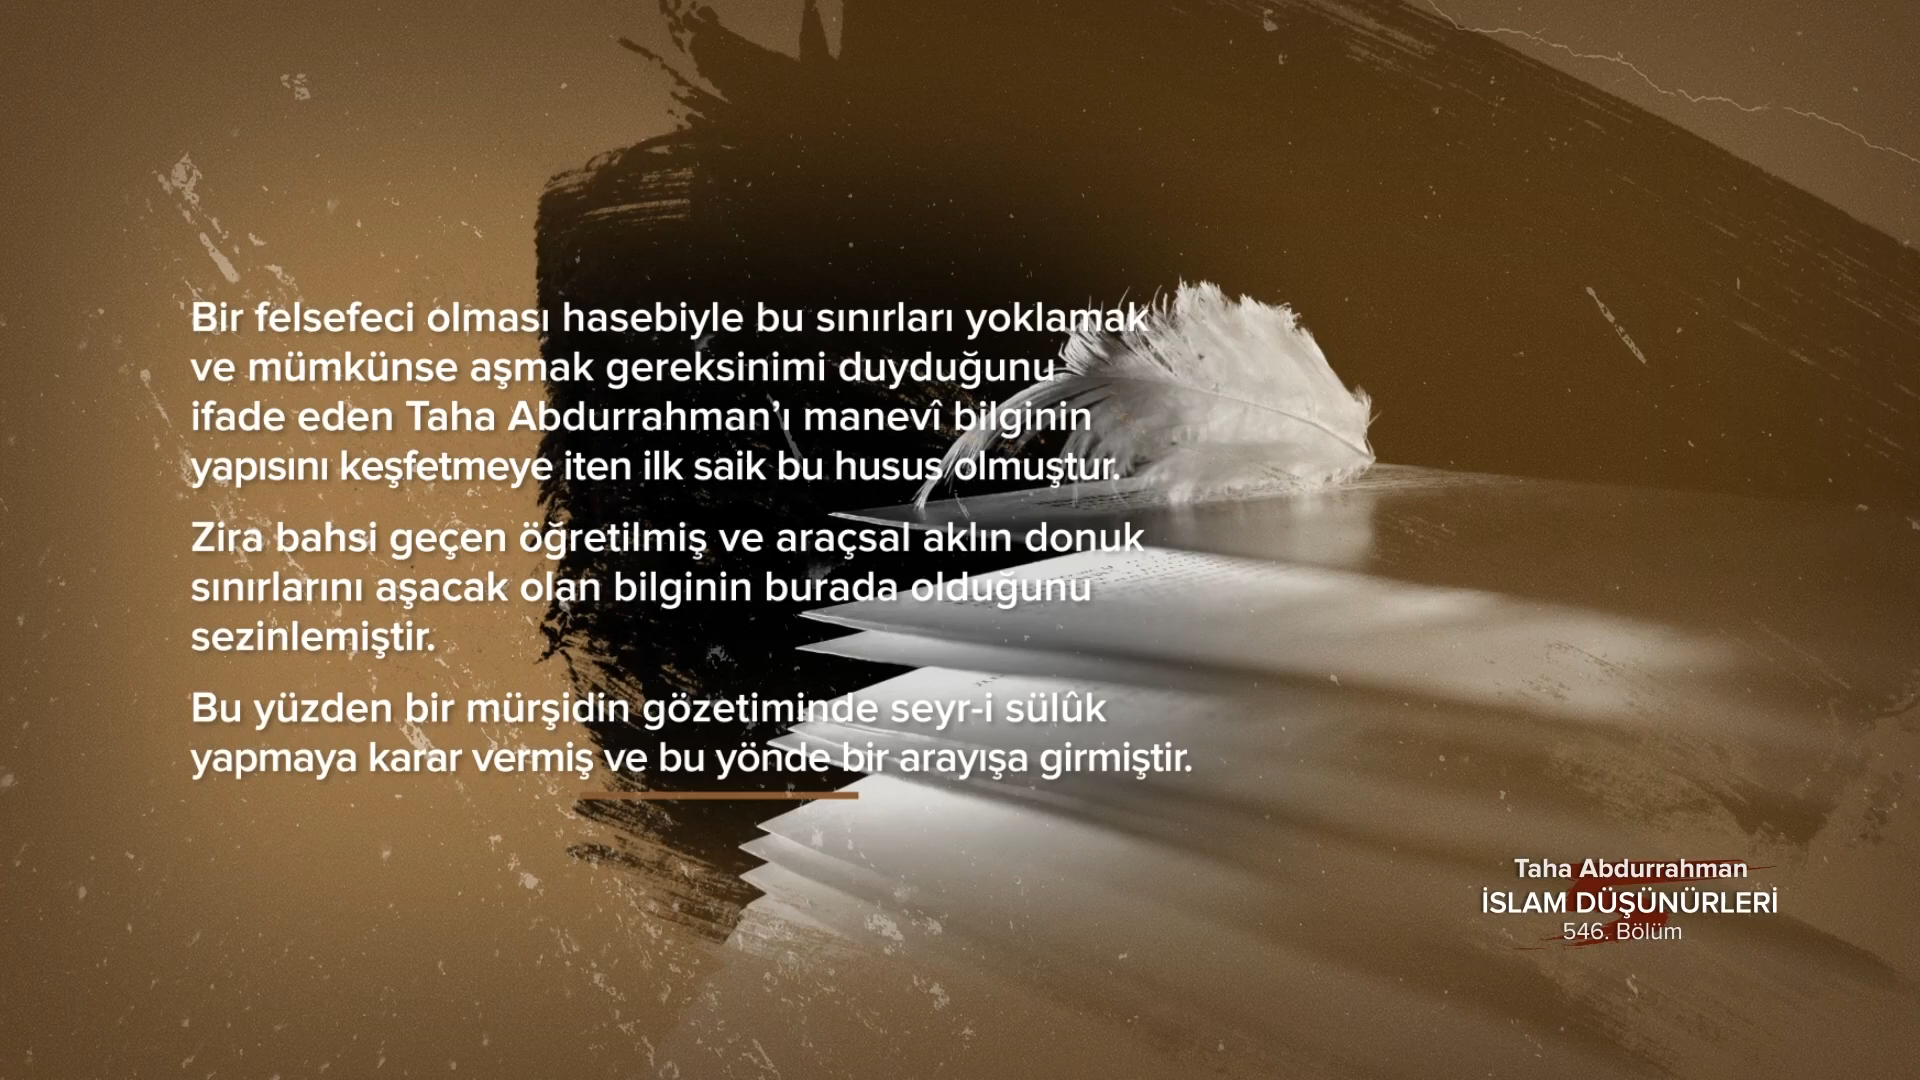 Bir felsefeci olması hasebiyle bu sınırları yoklamak
ve mümkünse aşmak gereksinimi duyduğunu
ifade eden Taha Abdurrahman’ı manevî bilginin
yapısını keşfetmeye iten ilk saik bu husus olmuştur.
Zira bahsi geçen öğretilmiş ve araçsal aklın donuk
sınırlarını aşacak olan bilginin burada olduğunu
sezinlemiştir.
Bu yüzden bir mürşidin gözetiminde seyr-i sülûk
yapmaya karar vermiş ve bu yönde bir arayışa girmiştir.
Taha Abdurrahman
İSLAM DÜŞÜNÜRLERİ
546. Bölüm